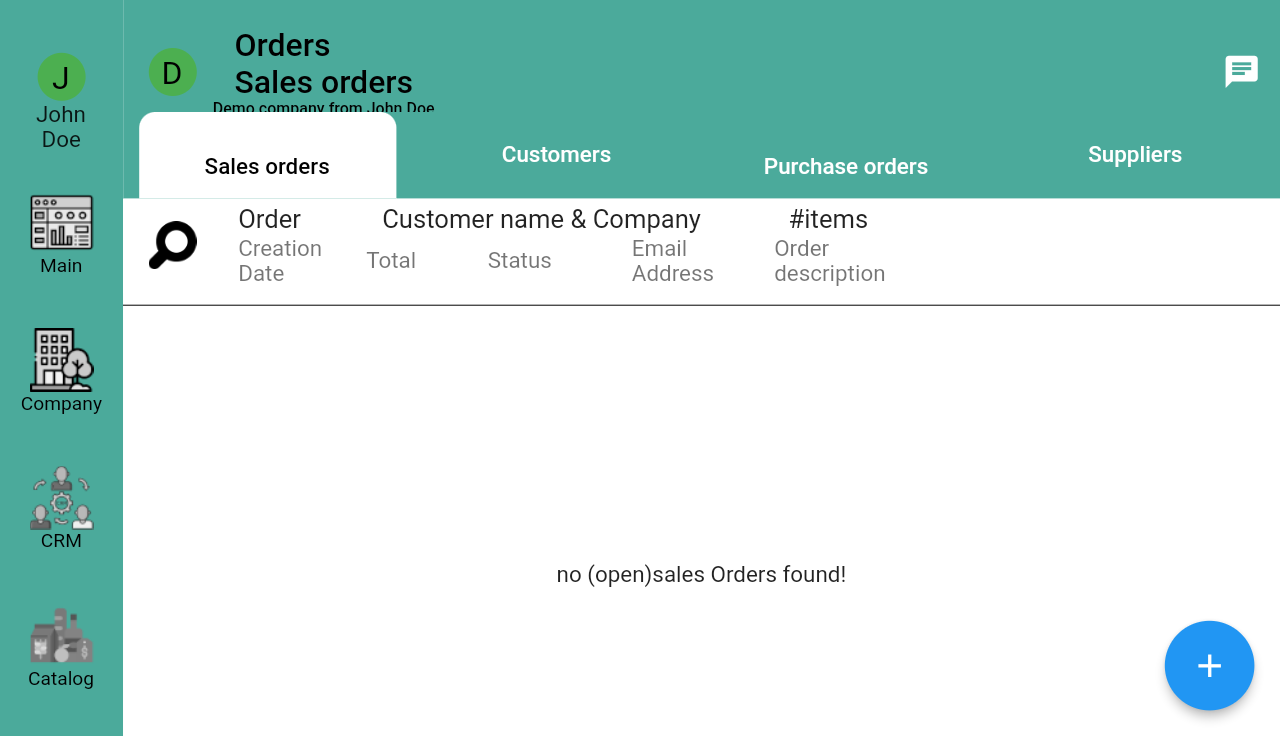 J
John
Doe
Main
Company
CRM
Catalog
D
Orders
Sales orders
Demo company from John Doe
Sales orders
Customers
Purchase orders
Suppliers
Order
Customer name & Company
#items
Creation
Date
Total
Status
Email
Address
Order
description
no (open)sales Orders found!
+